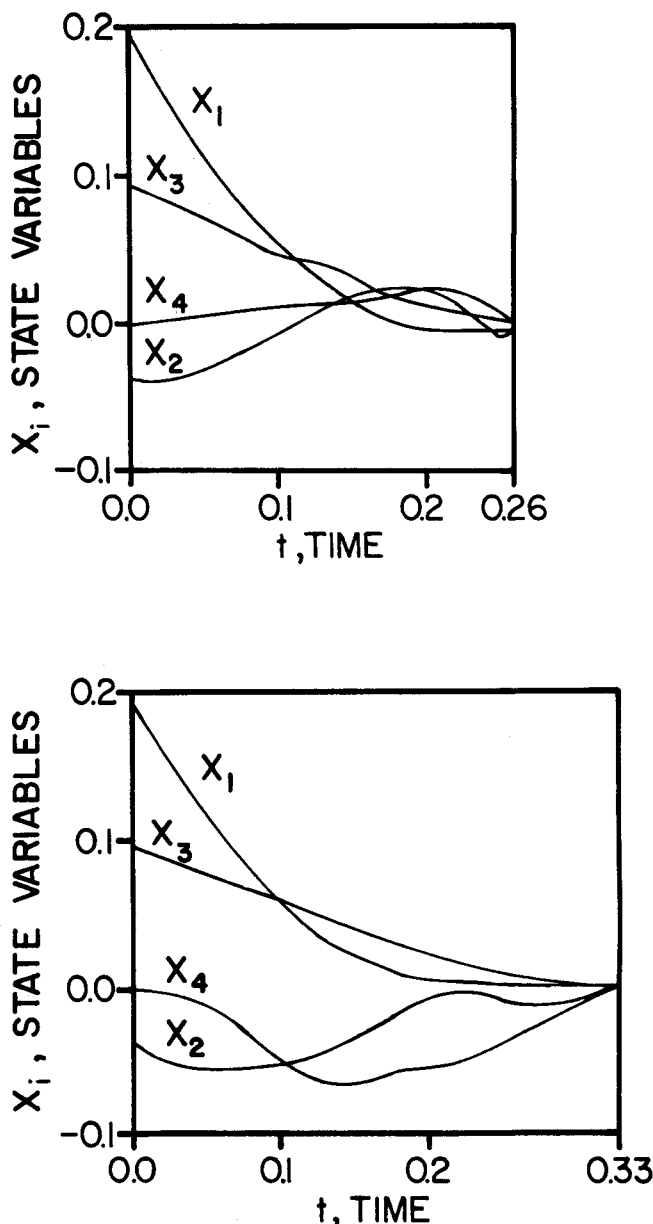 0.2
0.1
0.0
-0.1
X₁
X₃
X₄
X₂
Xᵢ, STATE VARIABLES
0.0 0.1 0.2 0.26
t, TIME
0.2
0.1
0.0
-0.1
X₁
X₃
X₄
X₂
Xᵢ, STATE VARIABLES
0.0 0.1 0.2 0.33
t, TIME